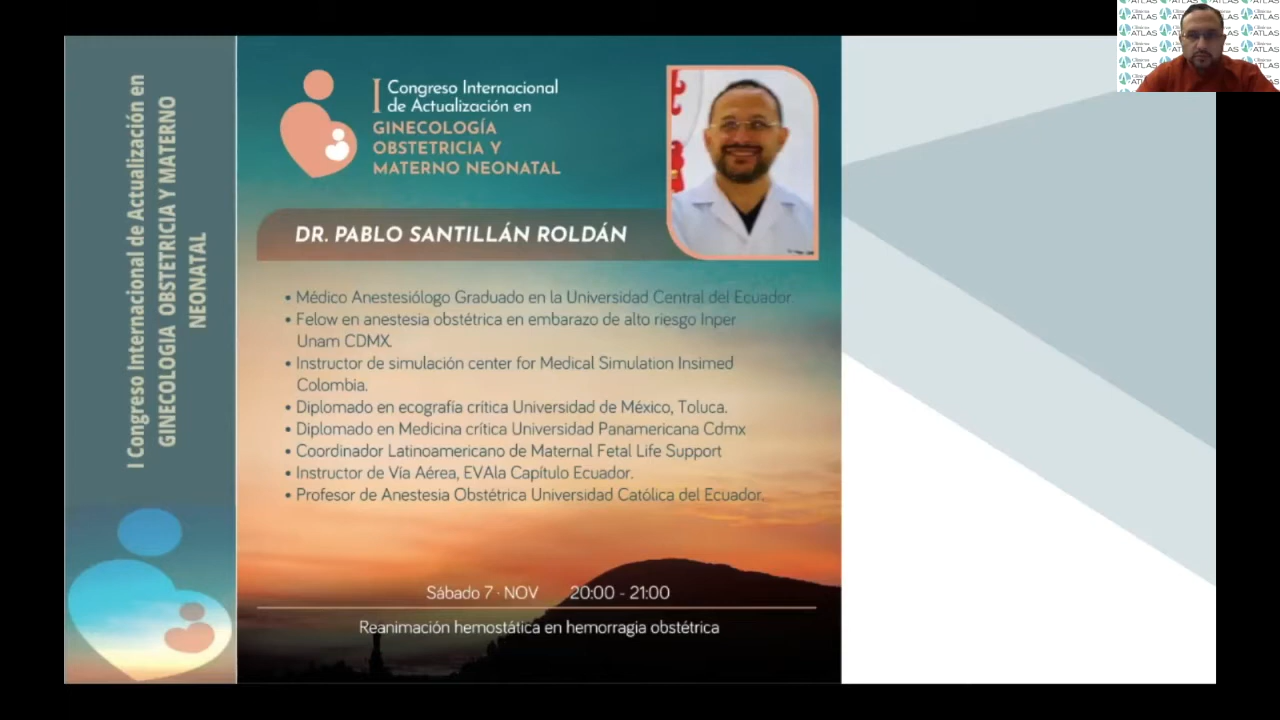 I Congreso Internacional de Actualización en
GINECOLOGIA OBSTETRICIA Y MATERNO
NEONATAL
I Congreso Internacional
de Actualización en
GINECOLOGÍA
OBSTETRICIA Y
MATERNO NEONATAL
DR. PABLO SANTILLÁN ROLDÁN
• Médico Anestesiólogo Graduado en la Universidad Central del Ecuador.
• Felow en anestesia obstétrica en embarazo de alto riesgo Inper
Unam CDMX.
• Instructor de simulación center for Medical Simulation Insimed
Colombia.
• Diplomado en ecografía crítica Universidad de México, Toluca.
• Diplomado en Medicina crítica Universidad Panamericana Cdmx
• Coordinador Latinoamericano de Maternal Fetal Life Support
• Instructor de Vía Aérea, EVAla Capítulo Ecuador.
• Profesor de Anestesia Obstétrica Universidad Católica del Ecuador.
Sábado 7 · NOV 20:00 - 21:00
Reanimación hemostática en hemorragia obstétrica
ATLAS